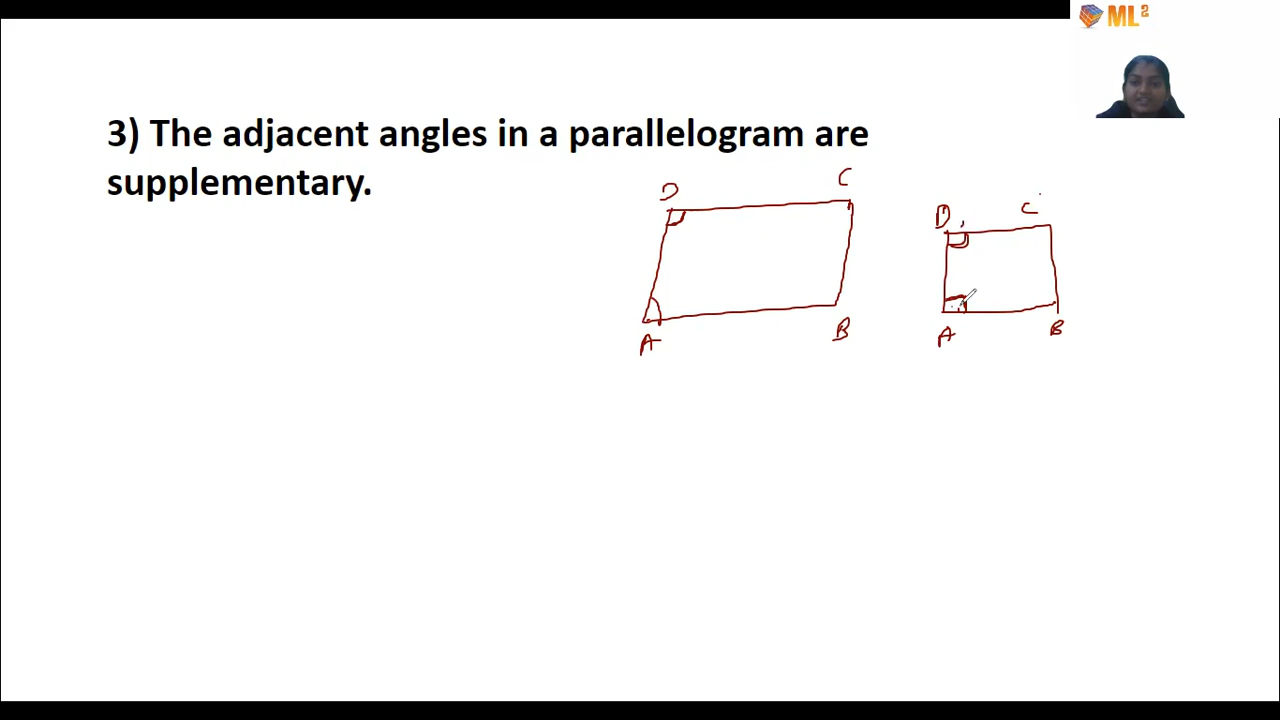 ML²
3) The adjacent angles in a parallelogram are
supplementary.
D C
A B
D C
A B